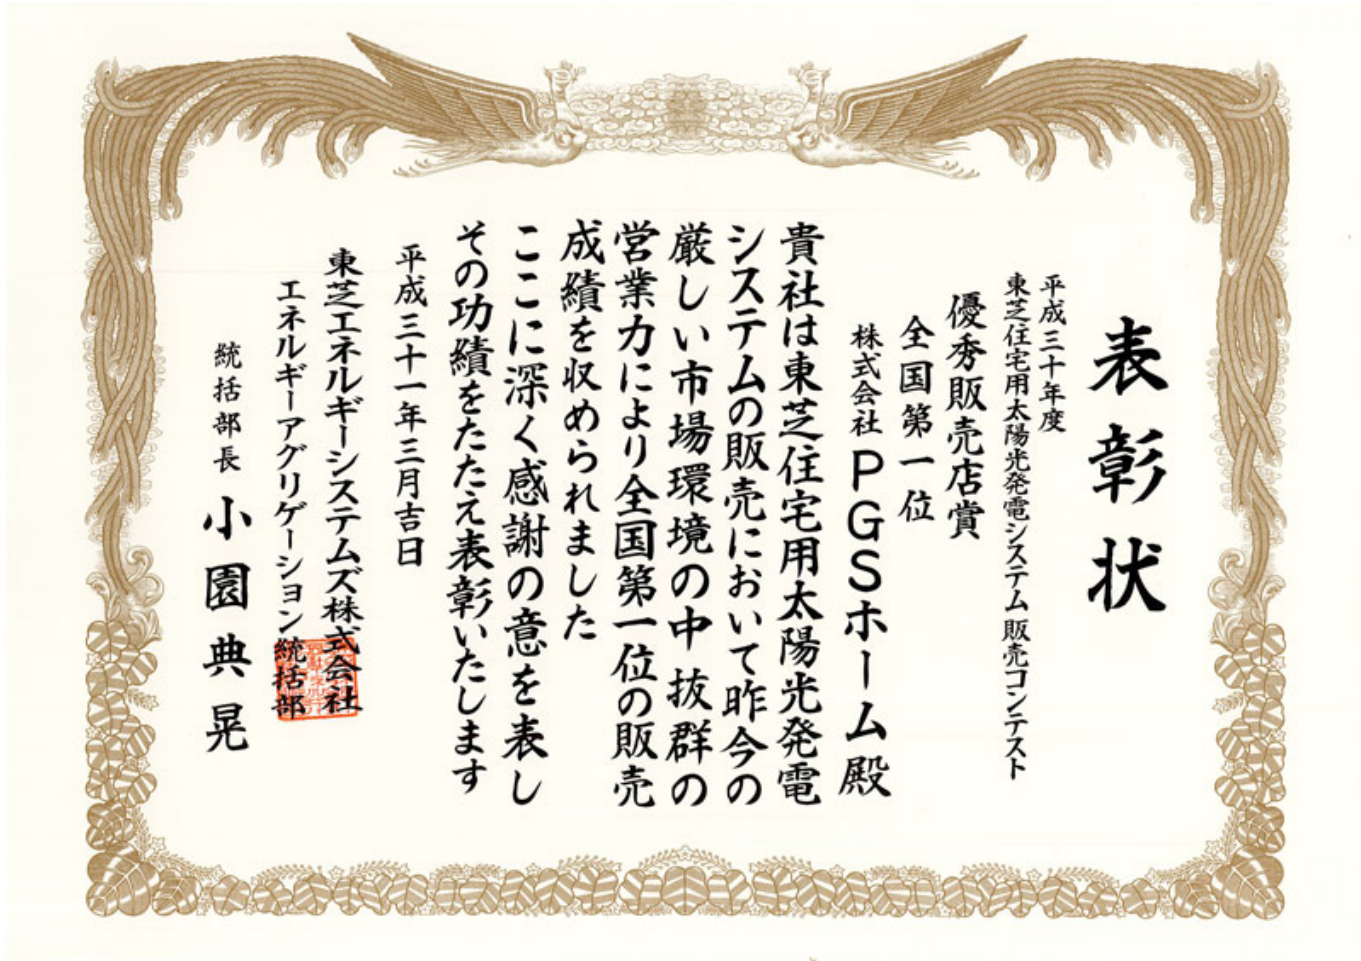 表彰状
平成三十年度
東芝住宅用太陽光発電システム販売コンテスト
優秀販売店賞
全国第一位
株式会社PGSホーム殿
貴社は東芝住宅用太陽光発電
システムの販売において昨今の
厳しい市場環境の中抜群の
営業力により全国第一位の販売
成績を収められました
ここに深く感謝の意を表し
その功績をたたえ表彰いたします
平成三十一年三月吉日
東芝エネルギーシステムズ株式会社
エネルギーアグリゲーション統括部
統括部長 小園典晃